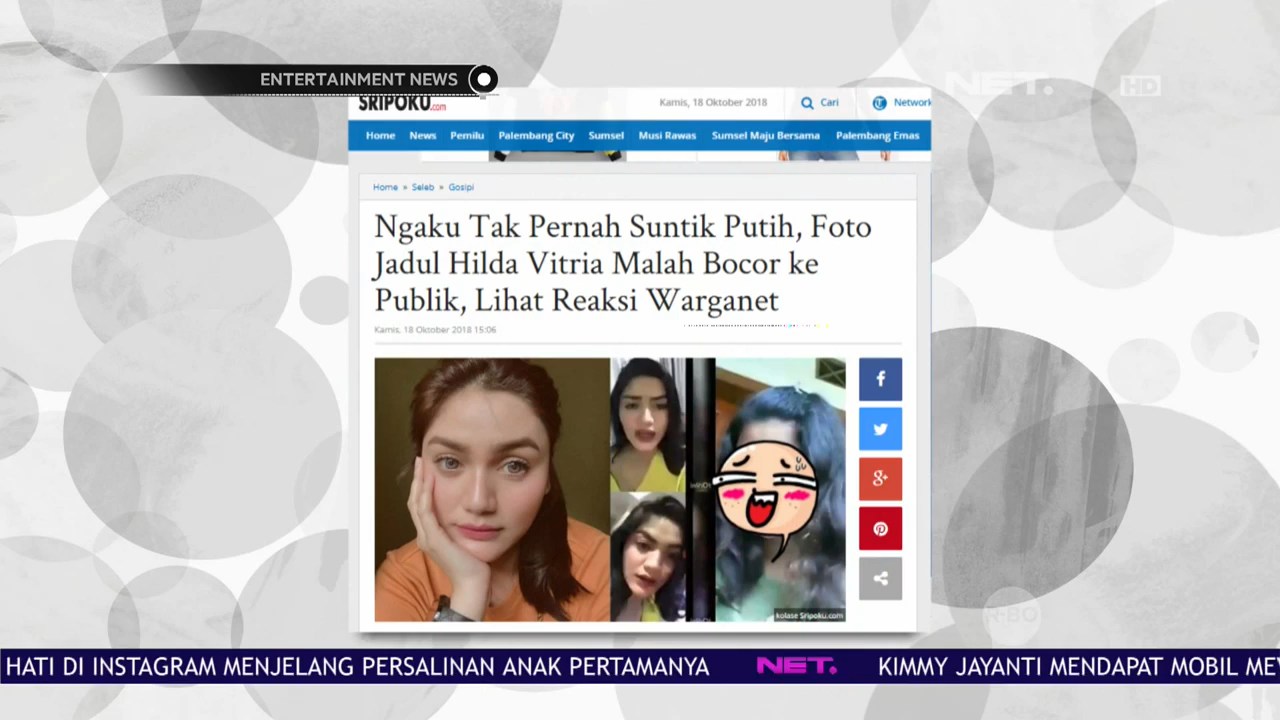 ENTERTAINMENT NEWS
NET.
HD
SRIPOKU.com
Kamis, 18 Oktober 2018
Cari
Network
Home News Pemilu Palembang City Sumsel Musi Rawas Sumsel Maju Bersama Palembang Emas
Home » Seleb » Gosipi
Ngaku Tak Pernah Suntik Putih, Foto
Jadul Hilda Vitria Malah Bocor ke
Publik, Lihat Reaksi Warganet
Kamis, 18 Oktober 2018 15:06
kolase Sripoku.com
HATI DI INSTAGRAM MENJELANG PERSALINAN ANAK PERTAMANYA NET. KIMMY JAYANTI MENDAPAT MOBIL